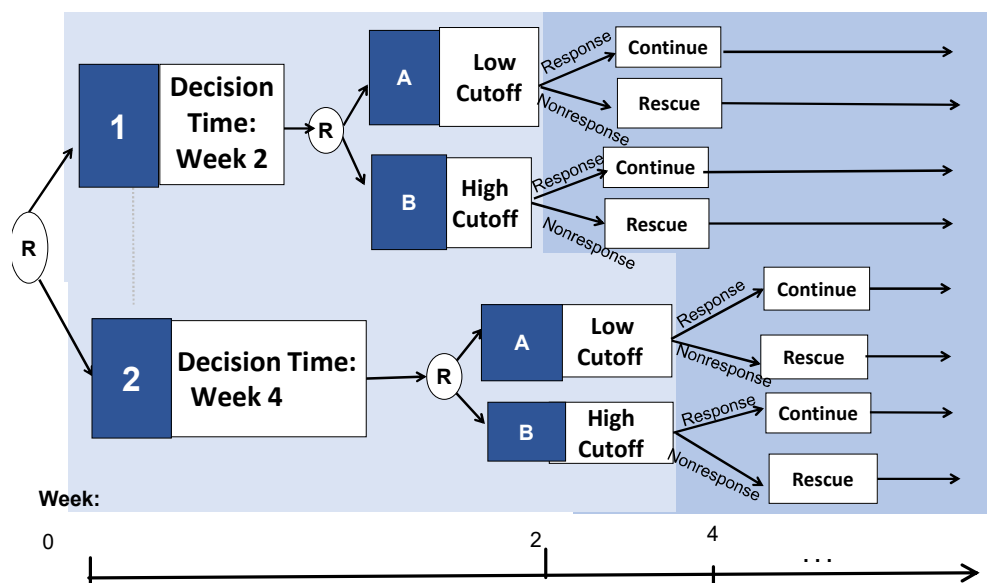 R
1
Decision
Time:
Week 2
R
A
Low
Cutoff
Response
Continue
Nonresponse
Rescue
B
High
Cutoff
Response
Continue
Nonresponse
Rescue
2
Decision Time:
Week 4
R
A
Low
Cutoff
Response
Continue
Nonresponse
Rescue
B
High
Cutoff
Response
Continue
Nonresponse
Rescue
Week:
0
2
4
...